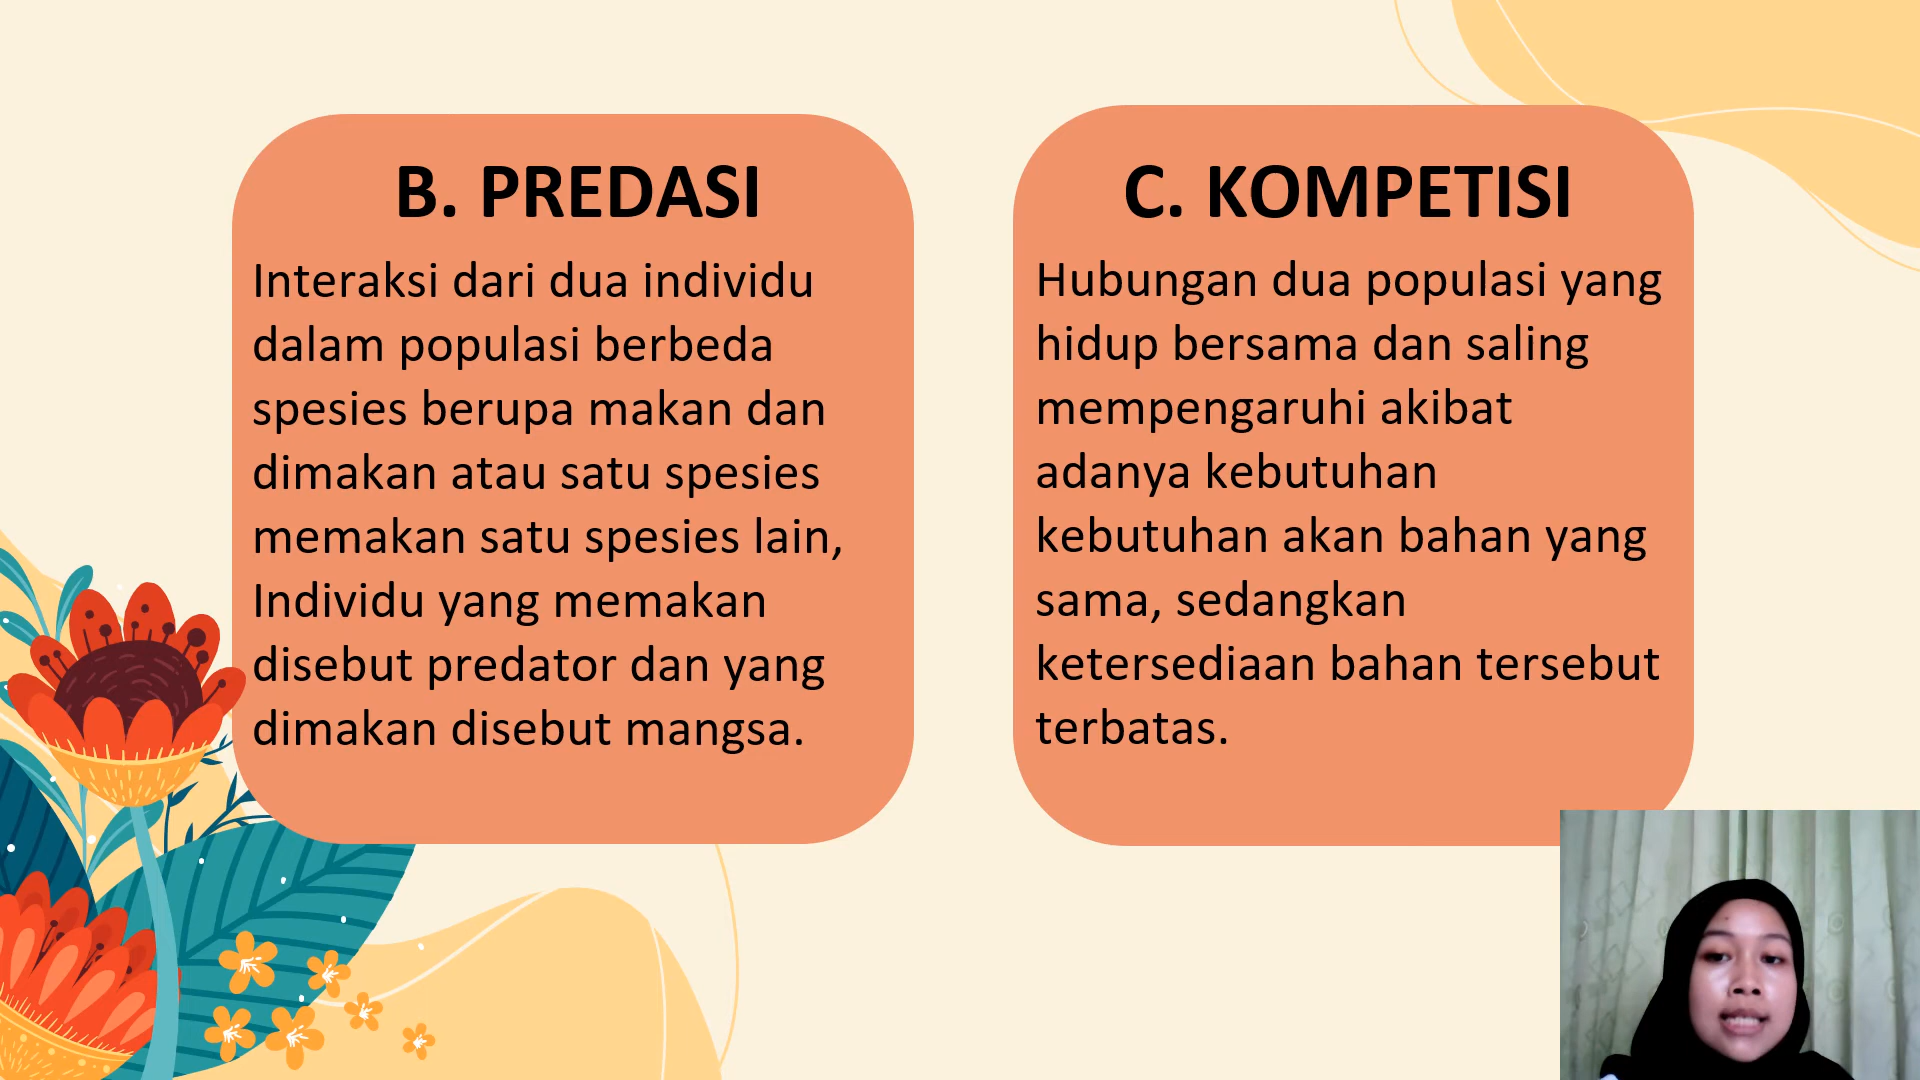 B. PREDASI
Interaksi dari dua individu
dalam populasi berbeda
spesies berupa makan dan
dimakan atau satu spesies
memakan satu spesies lain,
Individu yang memakan
disebut predator dan yang
dimakan disebut mangsa.
C. KOMPETISI
Hubungan dua populasi yang
hidup bersama dan saling
mempengaruhi akibat
adanya kebutuhan
kebutuhan akan bahan yang
sama, sedangkan
ketersediaan bahan tersebut
terbatas.